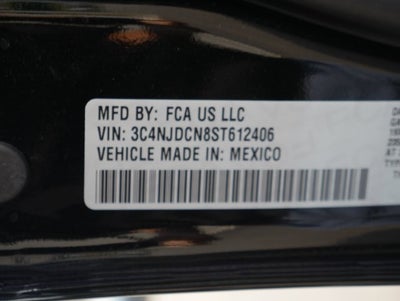 MFD BY: FCA US LLC
VIN: 3C4NJDCN8ST612406
VEHICLE MADE IN: MEXICO